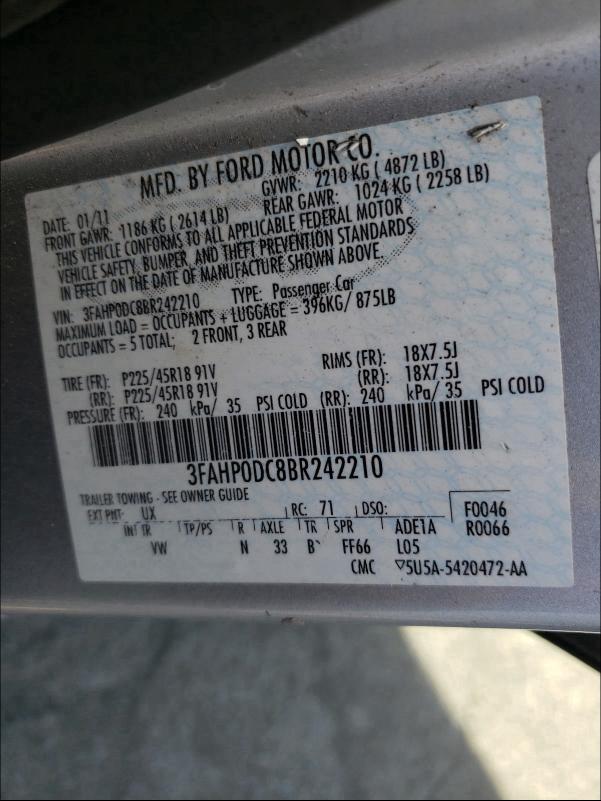 MFD. BY FORD MOTOR CO.
DATE: 01/11 GVWR: 2210 KG ( 4872 LB)
FRONT GAWR: 1186 KG ( 2614 LB) REAR GAWR: 1024 KG ( 2258 LB)
THIS VEHICLE CONFORMS TO ALL APPLICABLE FEDERAL MOTOR
VEHICLE SAFETY, BUMPER, AND THEFT PREVENTION STANDARDS
IN EFFECT ON THE DATE OF MANUFACTURE SHOWN ABOVE.
VIN: 3FAHP0DC8BR242210 TYPE: Passenger Car
MAXIMUM LOAD = OCCUPANTS + LUGGAGE = 396KG/ 875LB
OCCUPANTS = 5 TOTAL; 2 FRONT, 3 REAR
TIRE (FR): P225/45R18 91V RIMS (FR): 18X7.5J
(RR): P225/45R18 91V (RR): 18X7.5J
PRESSURE (FR): 240 kPa/ 35 PSI COLD (RR): 240 kPa/ 35 PSI COLD
3FAHP0DC8BR242210
TRAILER TOWING - SEE OWNER GUIDE
EXT PNT: UX RC: 71 DSO: F0046
INT TR TP/PS R AXLE TR SPR ADE1A R0066
VW N 33 B FF66 L05
CMC ▽5U5A-5420472-AA